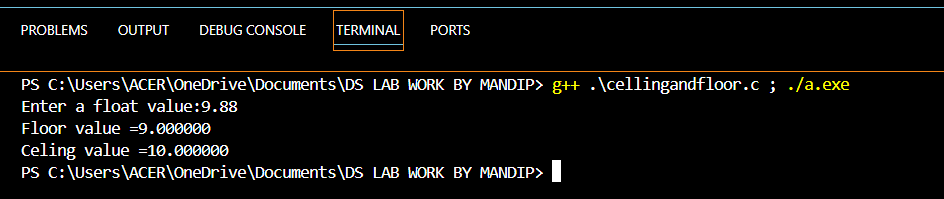 PROBLEMS OUTPUT DEBUG CONSOLE TERMINAL PORTS
PS C:\Users\ACER\OneDrive\Documents\DS LAB WORK BY MANDIP> g++ .\cellingandfloor.c ; ./a.exe
Enter a float value:9.88
Floor value =9.000000
Celing value =10.000000
PS C:\Users\ACER\OneDrive\Documents\DS LAB WORK BY MANDIP>